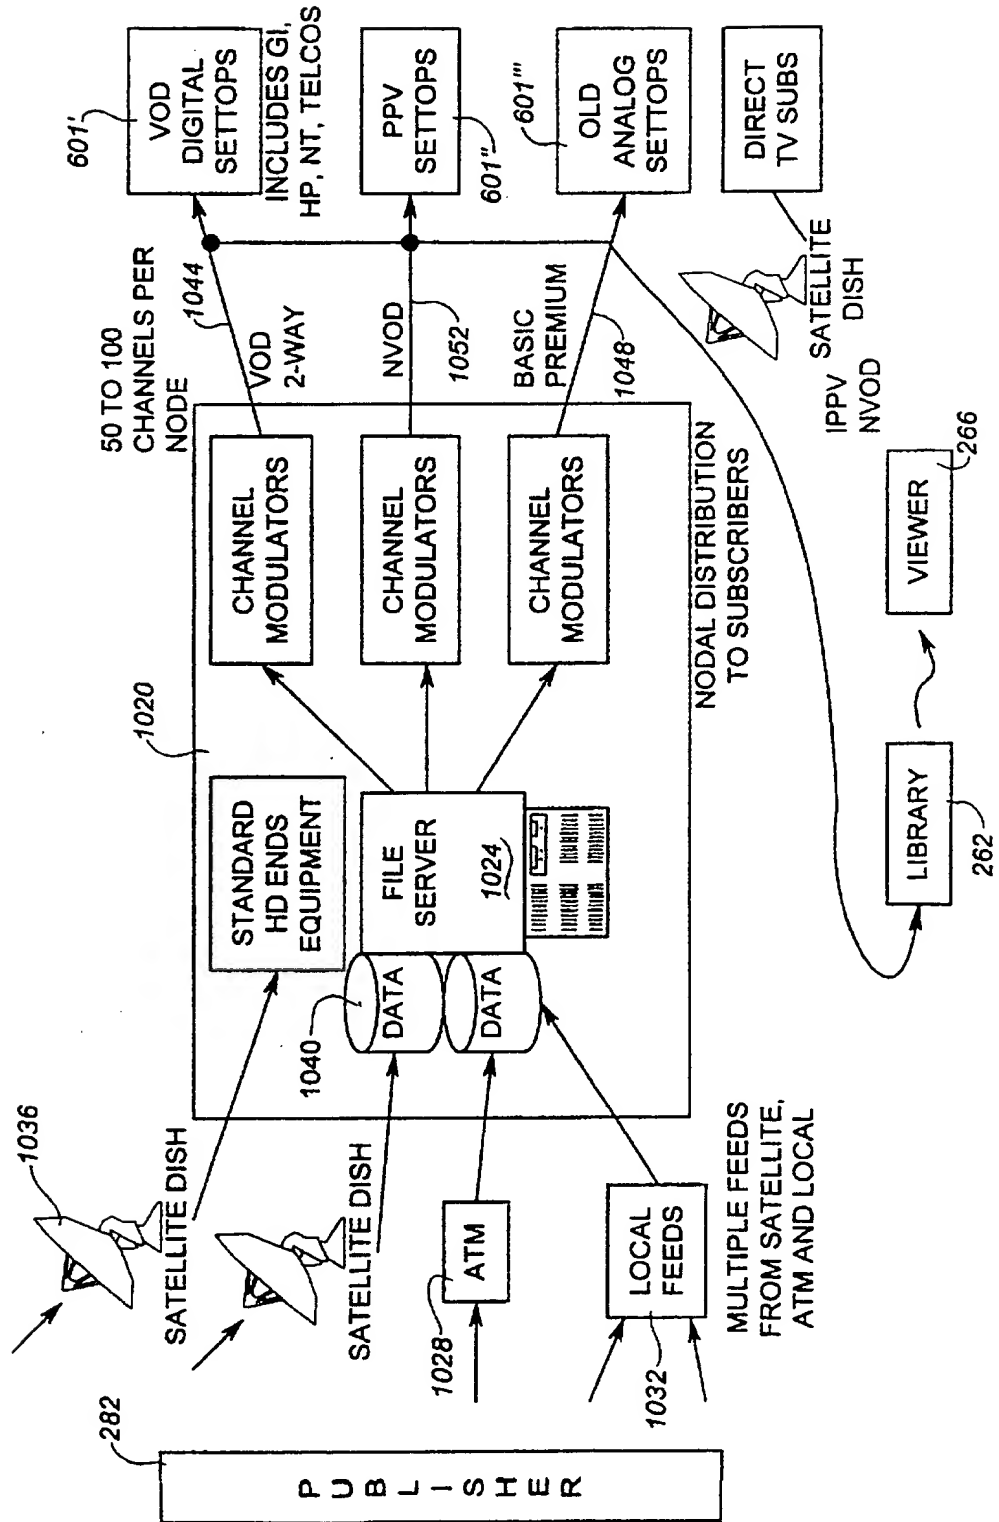 282
PUBLISHER
1036
SATELLITE DISH
SATELLITE DISH
1028
ATM
1032
LOCAL
FEEDS
MULTIPLE FEEDS
FROM SATELLITE,
ATM AND LOCAL
1020
STANDARD
HD ENDS
EQUIPMENT
1040
DATA
DATA
FILE
SERVER
1024
CHANNEL
MODULATORS
CHANNEL
MODULATORS
CHANNEL
MODULATORS
NODAL DISTRIBUTION
TO SUBSCRIBERS
50 TO 100
CHANNELS PER
NODE
1044
VOD
2-WAY
NVOD
1052
BASIC
PREMIUM
1048
601'
VOD
DIGITAL
SETTOPS
INCLUDES GI,
HP, NT, TELCOS
PPV
SETTOPS
601"
601'"
OLD
ANALOG
SETTOPS
DIRECT
TV SUBS
SATELLITE
DISH
IPPV
NVOD
LIBRARY
262
VIEWER
266